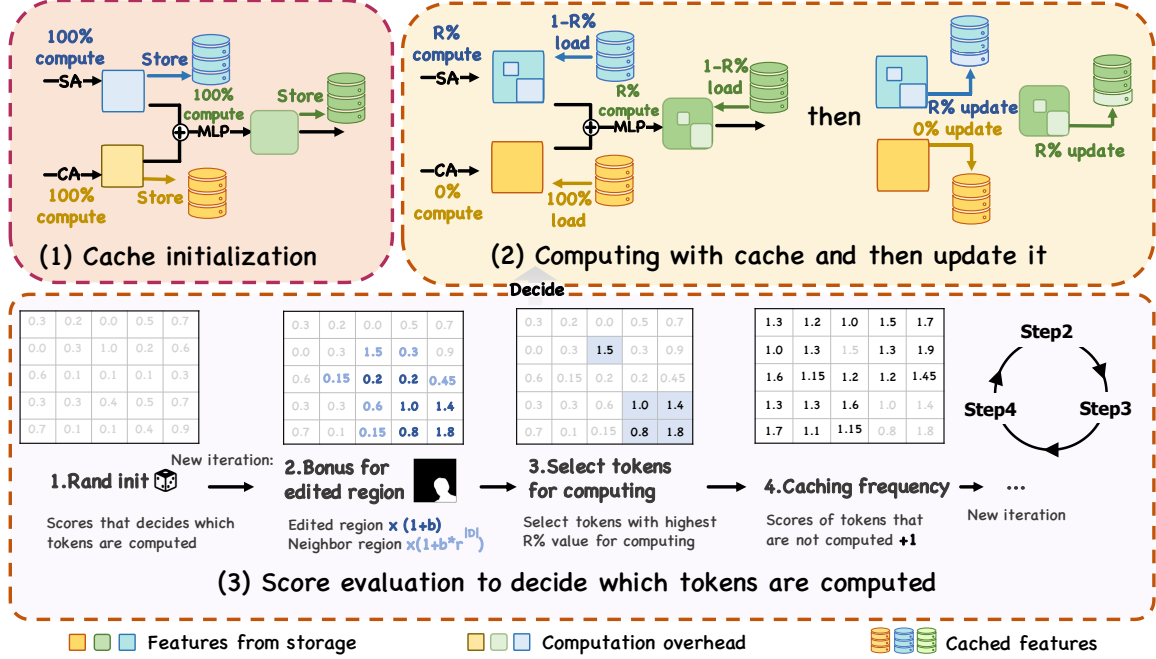 100%
compute
SA
Store
100%
compute
Store
MLP
CA
100%
compute
Store
(1) Cache initialization
R%
compute
SA
1-R%
load
R%
compute
1-R%
load
MLP
CA
0%
compute
100%
load
then
R% update
0% update
R% update
(2) Computing with cache and then update it
Decide
0.3 0.2 0.0 0.5 0.7
0.0 0.3 1.0 0.2 0.6
0.6 0.1 0.1 0.1 0.3
0.3 0.3 0.4 0.5 0.7
0.7 0.1 0.1 0.4 0.9
0.3 0.2 0.0 0.5 0.7
0.0 0.3 1.5 0.3 0.9
0.6 0.15 0.2 0.2 0.45
0.3 0.3 0.6 1.0 1.4
0.7 0.1 0.15 0.8 1.8
0.3 0.2 0.0 0.5 0.7
0.0 0.3 1.5 0.3 0.9
0.6 0.15 0.2 0.2 0.45
0.3 0.3 0.6 1.0 1.4
0.7 0.1 0.15 0.8 1.8
1.3 1.2 1.0 1.5 1.7
1.0 1.3 1.5 1.3 1.9
1.6 1.15 1.2 1.2 1.45
1.3 1.3 1.6 1.0 1.4
1.7 1.1 1.15 0.8 1.8
Step2
Step4
Step3
1.Rand init
New iteration:
2.Bonus for
edited region
3.Select tokens
for computing
4.Caching frequency
...
New iteration
Scores that decides which
tokens are computed
Edited region x (1+b)
Neighbor region x(1+b*r^|D|)
Select tokens with highest
R% value for computing
Scores of tokens that
are not computed +1
(3) Score evaluation to decide which tokens are computed
Features from storage
Computation overhead
Cached features